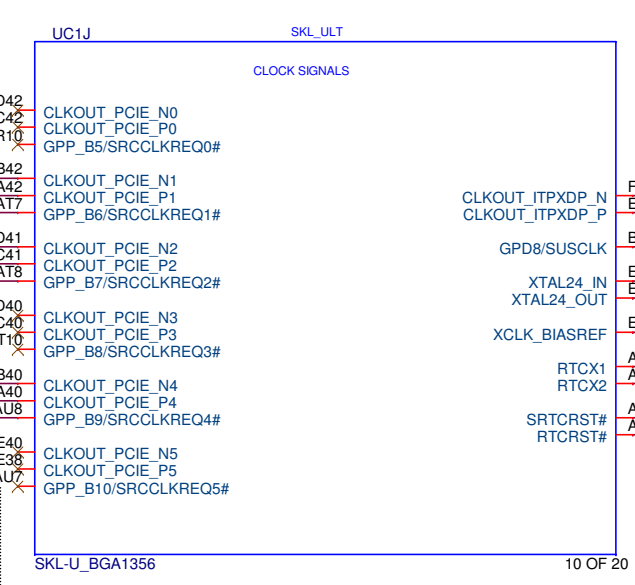 UC1J
SKL_ULT
CLOCK SIGNALS
CLKOUT_PCIE_N0
CLKOUT_PCIE_P0
GPP_B5/SRCCLKREQ0#
CLKOUT_PCIE_N1
CLKOUT_PCIE_P1
GPP_B6/SRCCLKREQ1#
CLKOUT_PCIE_N2
CLKOUT_PCIE_P2
GPP_B7/SRCCLKREQ2#
CLKOUT_PCIE_N3
CLKOUT_PCIE_P3
GPP_B8/SRCCLKREQ3#
CLKOUT_PCIE_N4
CLKOUT_PCIE_P4
GPP_B9/SRCCLKREQ4#
CLKOUT_PCIE_N5
CLKOUT_PCIE_P5
GPP_B10/SRCCLKREQ5#
CLKOUT_ITPXDP_N
CLKOUT_ITPXDP_P
GPD8/SUSCLK
XTAL24_IN
XTAL24_OUT
XCLK_BIASREF
RTCX1
RTCX2
SRTCRST#
RTCRST#
SKL-U_BGA1356
10 OF 20